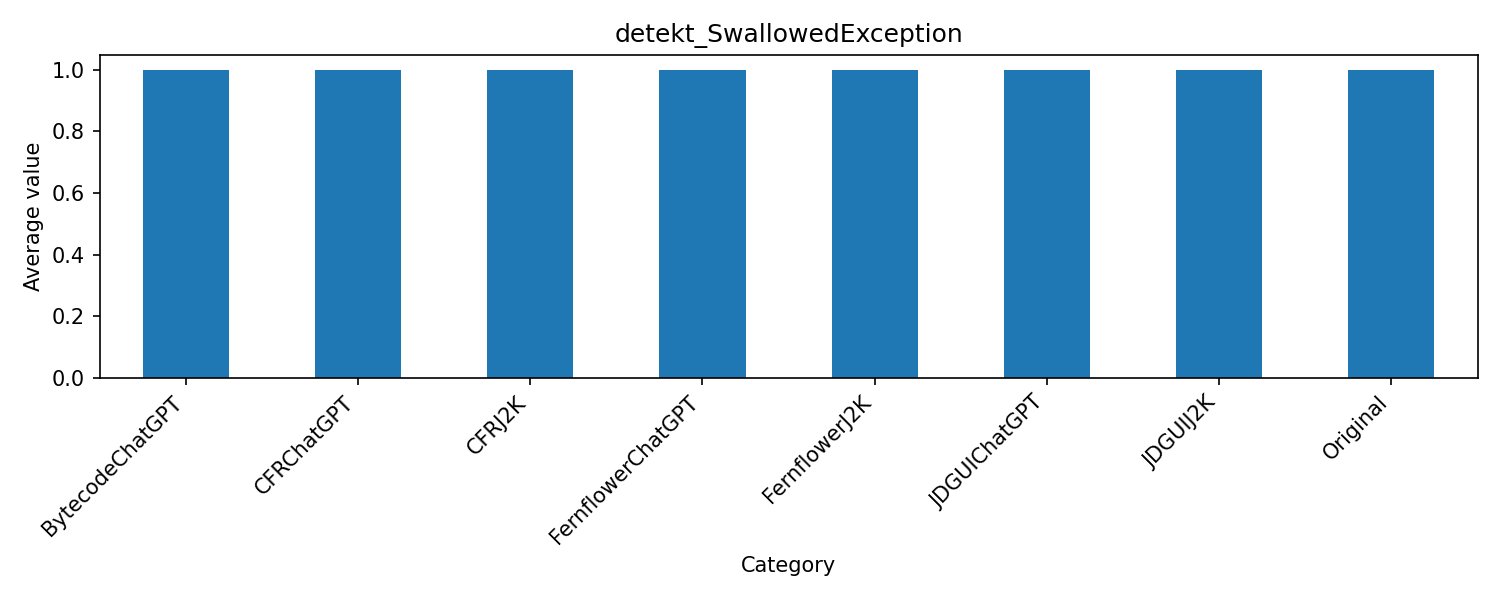 detekt_SwallowedException
Average value
1.0
0.8
0.6
0.4
0.2
0.0
BytecodeChatGPT
CFRChatGPT
CFRJ2K
FernflowerChatGPT
FernflowerJ2K
JDGUIChatGPT
JDGUIJ2K
Original
Category